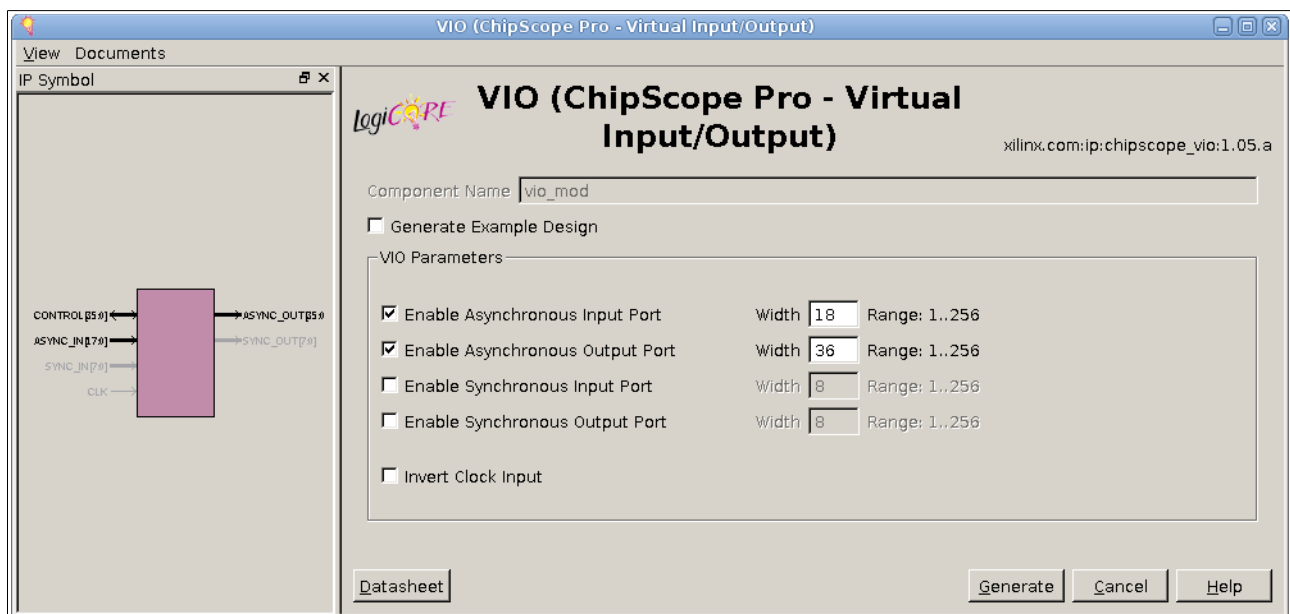 VIO (ChipScope Pro - Virtual Input/Output)
View Documents
IP Symbol
CONTROL[35:0]
ASYNC_IN[17:0]
SYNC_IN[7:0]
CLK
ASYNC_OUT[35:0
SYNC_OUT[7:0]
LogiCORE
VIO (ChipScope Pro - Virtual
Input/Output)
xilinx.com:ip:chipscope_vio:1.05.a
Component Name vio_mod
Generate Example Design
VIO Parameters
Enable Asynchronous Input Port Width 18 Range: 1..256
Enable Asynchronous Output Port Width 36 Range: 1..256
Enable Synchronous Input Port Width 8 Range: 1..256
Enable Synchronous Output Port Width 8 Range: 1..256
Invert Clock Input
Datasheet Generate Cancel Help